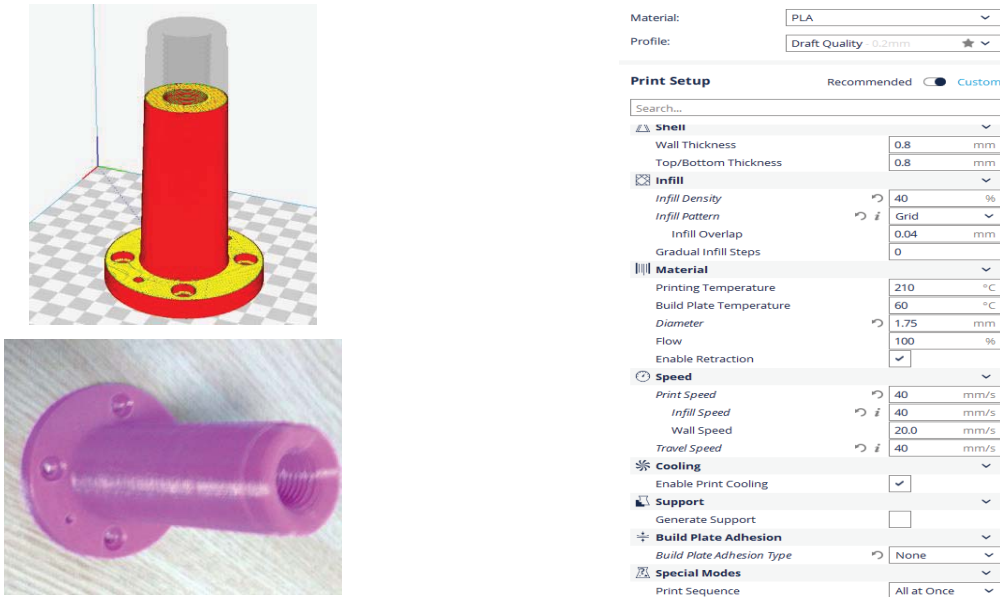 Material: PLA
Profile: Draft Quality - 0.2mm
Print Setup Recommended Custom
Search...
Shell
Wall Thickness 0.8 mm
Top/Bottom Thickness 0.8 mm
Infill
Infill Density 40 %
Infill Pattern i Grid
Infill Overlap 0.04 mm
Gradual Infill Steps 0
Material
Printing Temperature 210 °C
Build Plate Temperature 60 °C
Diameter 1.75 mm
Flow 100 %
Enable Retraction
Speed
Print Speed 40 mm/s
Infill Speed i 40 mm/s
Wall Speed 20.0 mm/s
Travel Speed i 40 mm/s
Cooling
Enable Print Cooling
Support
Generate Support
Build Plate Adhesion
Build Plate Adhesion Type None
Special Modes
Print Sequence All at Once